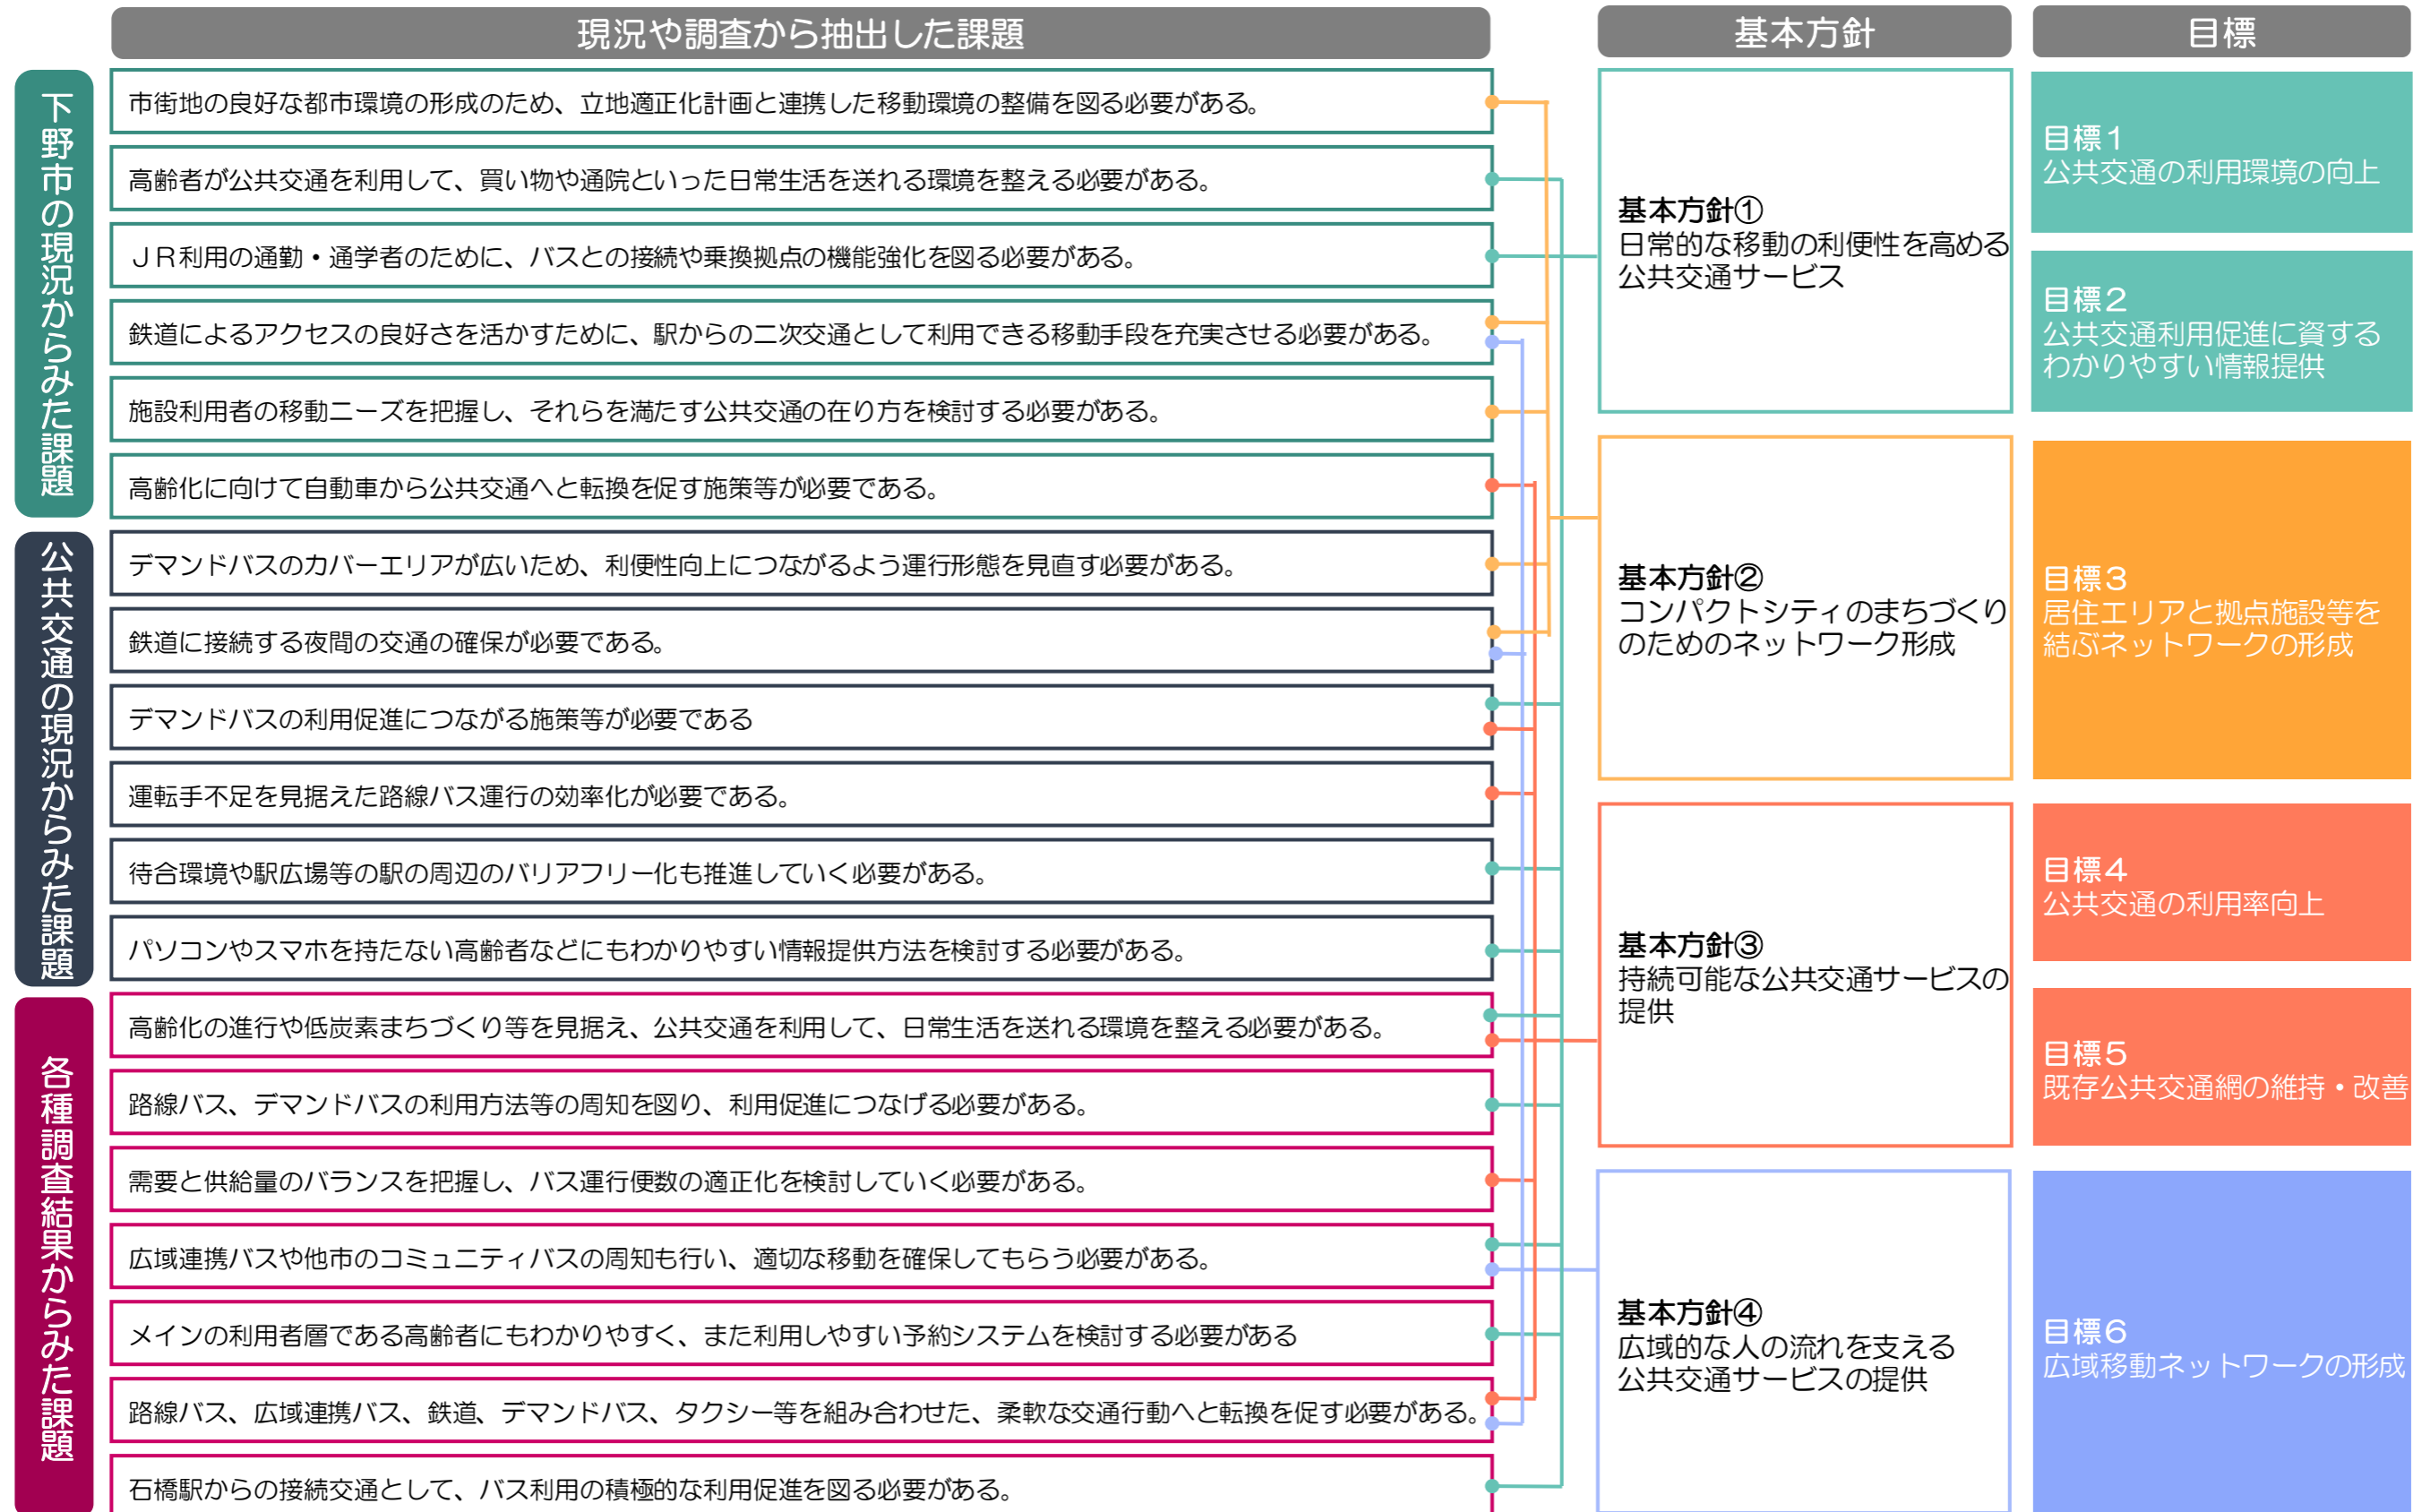 現況や調査から抽出した課題
基本方針
目標
下野市の現況からみた課題
市街地の良好な都市環境の形成のため、立地適正化計画と連携した移動環境の整備を図る必要がある。
高齢者が公共交通を利用して、買い物や通院といった日常生活を送れる環境を整える必要がある。
ＪＲ利用の通勤・通学者のために、バスとの接続や乗換拠点の機能強化を図る必要がある。
鉄道によるアクセスの良好さを活かすために、駅からの二次交通として利用できる移動手段を充実させる必要がある。
施設利用者の移動ニーズを把握し、それらを満たす公共交通の在り方を検討する必要がある。
高齢化に向けて自動車から公共交通へと転換を促す施策等が必要である。
公共交通の現況からみた課題
デマンドバスのカバーエリアが広いため、利便性向上につながるよう運行形態を見直す必要がある。
鉄道に接続する夜間の交通の確保が必要である。
デマンドバスの利用促進につながる施策等が必要である
運転手不足を見据えた路線バス運行の効率化が必要である。
待合環境や駅広場等の駅の周辺のバリアフリー化も推進していく必要がある。
パソコンやスマホを持たない高齢者などにもわかりやすい情報提供方法を検討する必要がある。
各種調査結果からみた課題
高齢化の進行や低炭素まちづくり等を見据え、公共交通を利用して、日常生活を送れる環境を整える必要がある。
路線バス、デマンドバスの利用方法等の周知を図り、利用促進につなげる必要がある。
需要と供給量のバランスを把握し、バス運行便数の適正化を検討していく必要がある。
広域連携バスや他市のコミュニティバスの周知も行い、適切な移動を確保してもらう必要がある。
メインの利用者層である高齢者にもわかりやすく、また利用しやすい予約システムを検討する必要がある
路線バス、広域連携バス、鉄道、デマンドバス、タクシー等を組み合わせた、柔軟な交通行動へと転換を促す必要がある。
石橋駅からの接続交通として、バス利用の積極的な利用促進を図る必要がある。
基本方針①
日常的な移動の利便性を高める
公共交通サービス
基本方針②
コンパクトシティのまちづくり
のためのネットワーク形成
基本方針③
持続可能な公共交通サービスの
提供
基本方針④
広域的な人の流れを支える
公共交通サービスの提供
目標１
公共交通の利用環境の向上
目標２
公共交通利用促進に資する
わかりやすい情報提供
目標３
居住エリアと拠点施設等を
結ぶネットワークの形成
目標４
公共交通の利用率向上
目標５
既存公共交通網の維持・改善
目標６
広域移動ネットワークの形成